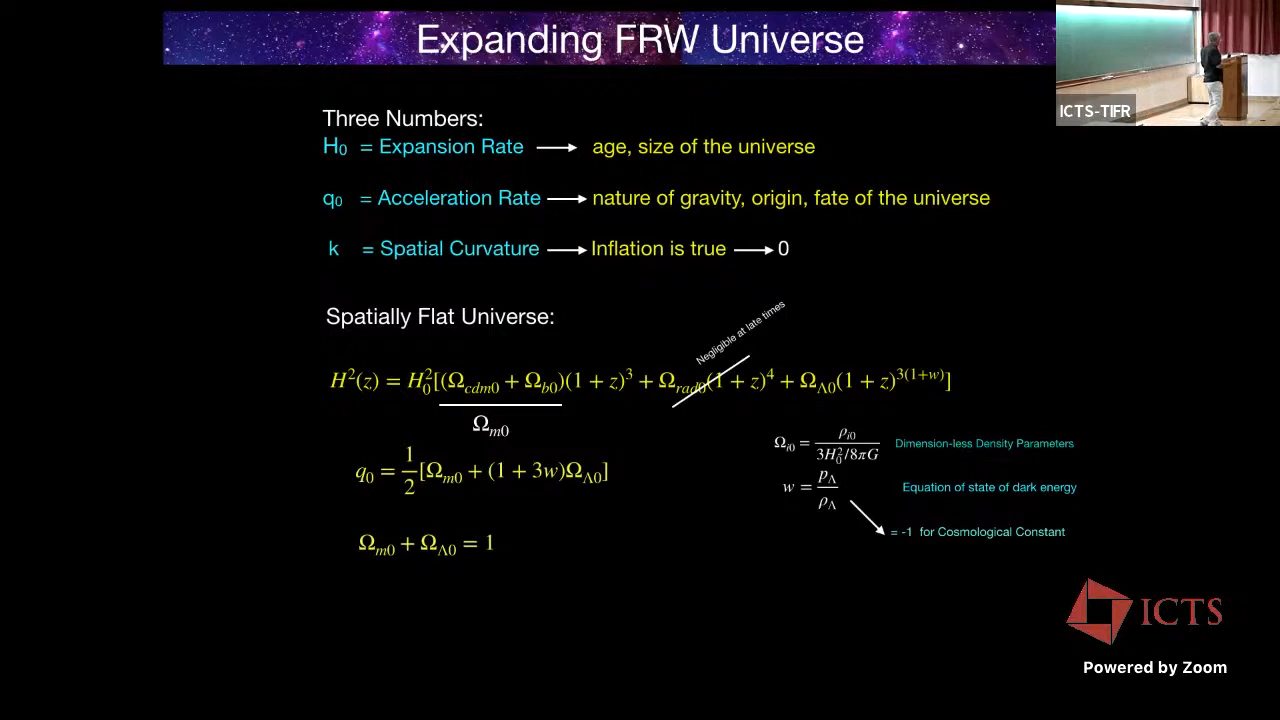 Expanding FRW Universe
ICTS-TIFR
Three Numbers:
H₀ = Expansion Rate ⟶ age, size of the universe
q₀ = Acceleration Rate ⟶ nature of gravity, origin, fate of the universe
k = Spatial Curvature ⟶ Inflation is true ⟶ 0
Spatially Flat Universe:
Negligible at late times
H²(z) = H₀²[(Ω_cdm0 + Ω_b0)(1 + z)³ + Ω_rad0(1 + z)⁴ + Ω_Λ0(1 + z)^3(1+w)]
Ω_m0
Ω_i0 = ρ_i0 / 3H₀²/8πG Dimension-less Density Parameters
q₀ = 1/2[Ω_m0 + (1 + 3w)Ω_Λ0]
w = p_Λ / ρ_Λ Equation of state of dark energy
= -1 for Cosmological Constant
Ω_m0 + Ω_Λ0 = 1
ICTS
Powered by Zoom